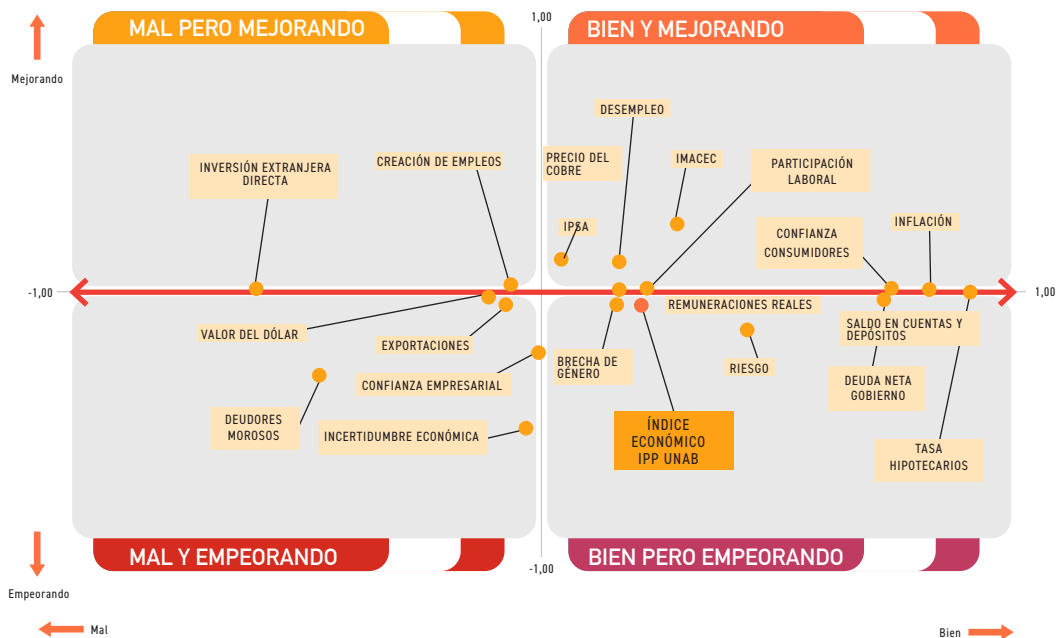 MAL PERO MEJORANDO
1,00
BIEN Y MEJORANDO
Mejorando
DESEMPLEO
INVERSIÓN EXTRANJERA
DIRECTA
CREACIÓN DE EMPLEOS
PRECIO DEL
COBRE
IMACEC
PARTICIPACIÓN
LABORAL
IPSA
CONFIANZA
CONSUMIDORES
INFLACIÓN
-1,00
1,00
VALOR DEL DÓLAR
EXPORTACIONES
REMUNERACIONES REALES
SALDO EN CUENTAS Y
DEPÓSITOS
CONFIANZA EMPRESARIAL
BRECHA DE
GÉNERO
RIESGO
DEUDA NETA
GOBIERNO
DEUDORES
MOROSOS
INCERTIDUMBRE ECONÓMICA
ÍNDICE
ECONÓMICO
IPP UNAB
TASA
HIPOTECARIOS
MAL Y EMPEORANDO
-1,00
BIEN PERO EMPEORANDO
Empeorando
Mal
Bien